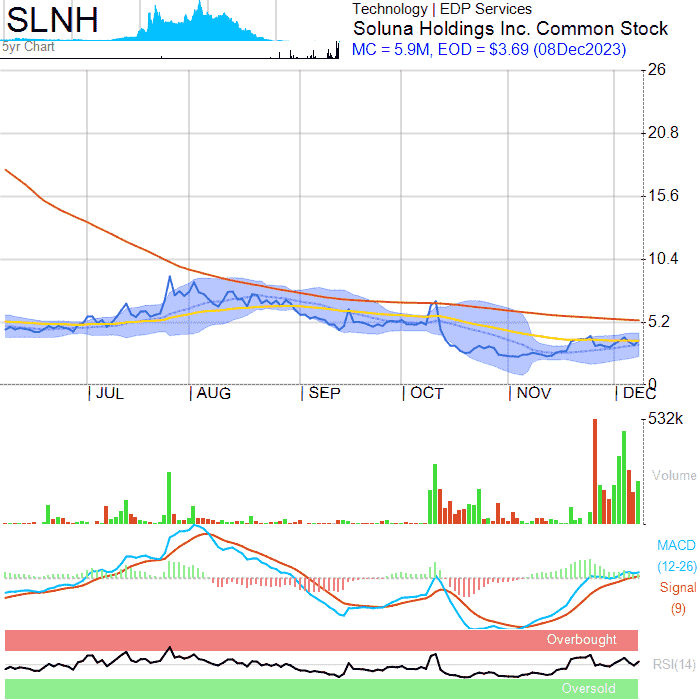 SLNH
5yr Chart
Technology | EDP Services
Soluna Holdings Inc. Common Stock
MC = 5.9M, EOD = $3.69 (08Dec2023)
26
20.8
15.6
10.4
5.2
0
JUL
AUG
SEP
OCT
NOV
DEC
532k
Volume
MACD
(12-26)
Signal
(9)
Overbought
RSI(14)
Oversold